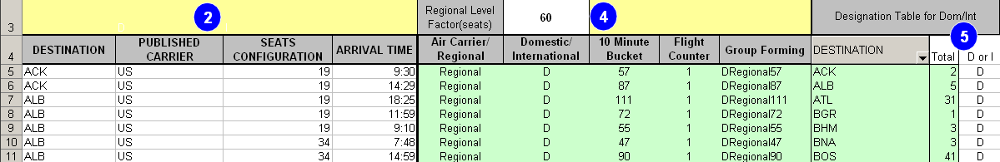 3 2 Regional Level Factor(seats) 60 4 Designation Table for Dom/Int 5
4 DESTINATION PUBLISHED CARRIER SEATS CONFIGURATION ARRIVAL TIME Air Carrier/ Regional Domestic/ International 10 Minute Bucket Flight Counter Group Forming DESTINATION Total D or I
5 ACK US 19 9:30 Regional D 57 1 DRegional57 ACK 2 D
6 ACK US 19 14:29 Regional D 87 1 DRegional87 ALB 5 D
7 ALB US 19 18:25 Regional D 111 1 DRegional111 ATL 31 D
8 ALB US 19 11:59 Regional D 72 1 DRegional72 BGR 1 D
9 ALB US 19 9:10 Regional D 55 1 DRegional55 BHM 3 D
10 ALB US 34 7:48 Regional D 47 1 DRegional47 BNA 3 D
11 ALB US 34 14:59 Regional D 90 1 DRegional90 BOS 41 D